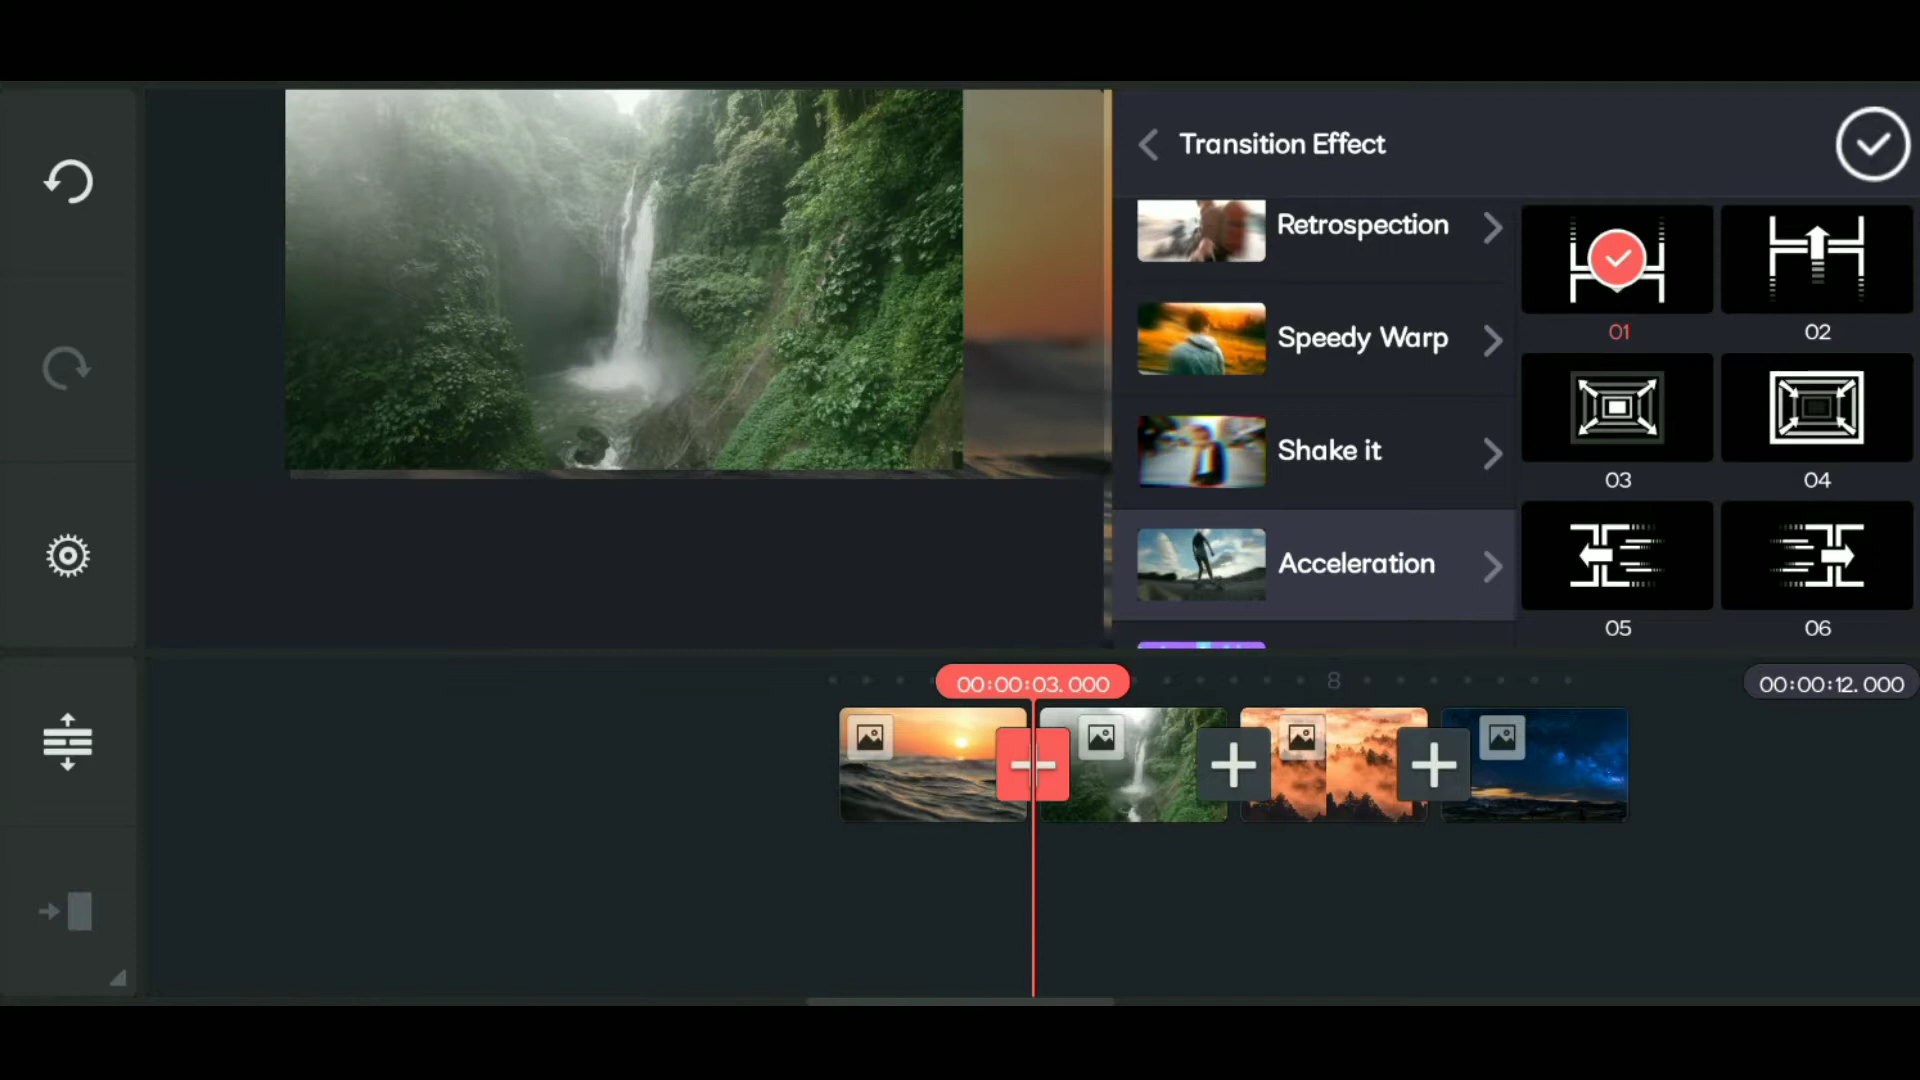 Transition Effect
Retrospection
Speedy Warp
Shake it
Acceleration
01
02
03
04
05
06
00:00:03.000
8
00:00:12.000